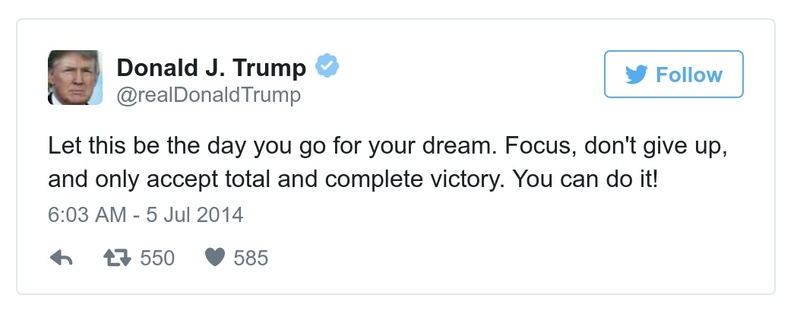 Donald J. Trump
Follow
@realDonaldTrump
Let this be the day you go for your dream. Focus, don't give up,
and only accept total and complete victory. You can do it!
6:03 AM - 5 Jul 2014
550 585